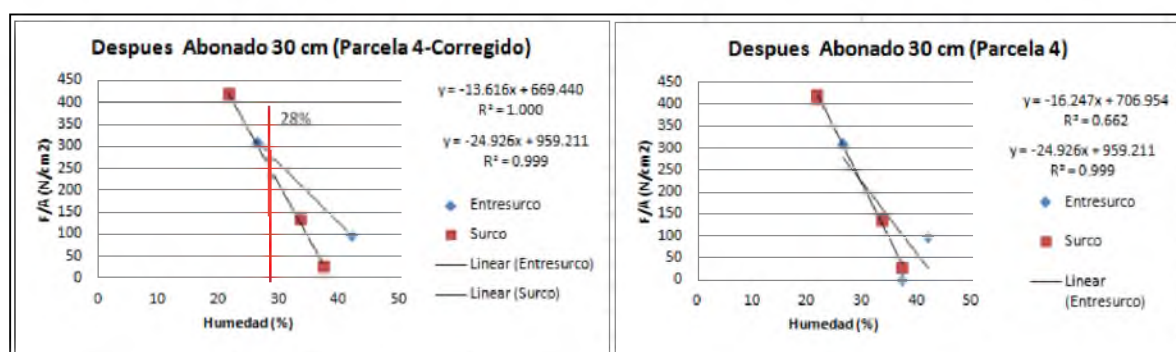 Despues Abonado 30 cm (Parcela 4-Corregido)
F/A (N/cm2)
450
400
350
300
250
200
150
100
50
0
0 10 20 30 40 50
Humedad (%)
28%
y = -13.616x + 669.440
R² = 1.000
y = -24.926x + 959.211
R² = 0.999
Entresurco
Surco
Linear (Entresurco)
Linear (Surco)
Despues Abonado 30 cm (Parcela 4)
F/A (N/cm2)
450
400
350
300
250
200
150
100
50
0
0 10 20 30 40 50
Humedad (%)
y = -16.247x + 706.954
R² = 0.662
y = -24.926x + 959.211
R² = 0.999
Entresurco
Surco
Linear
(Entresurco)